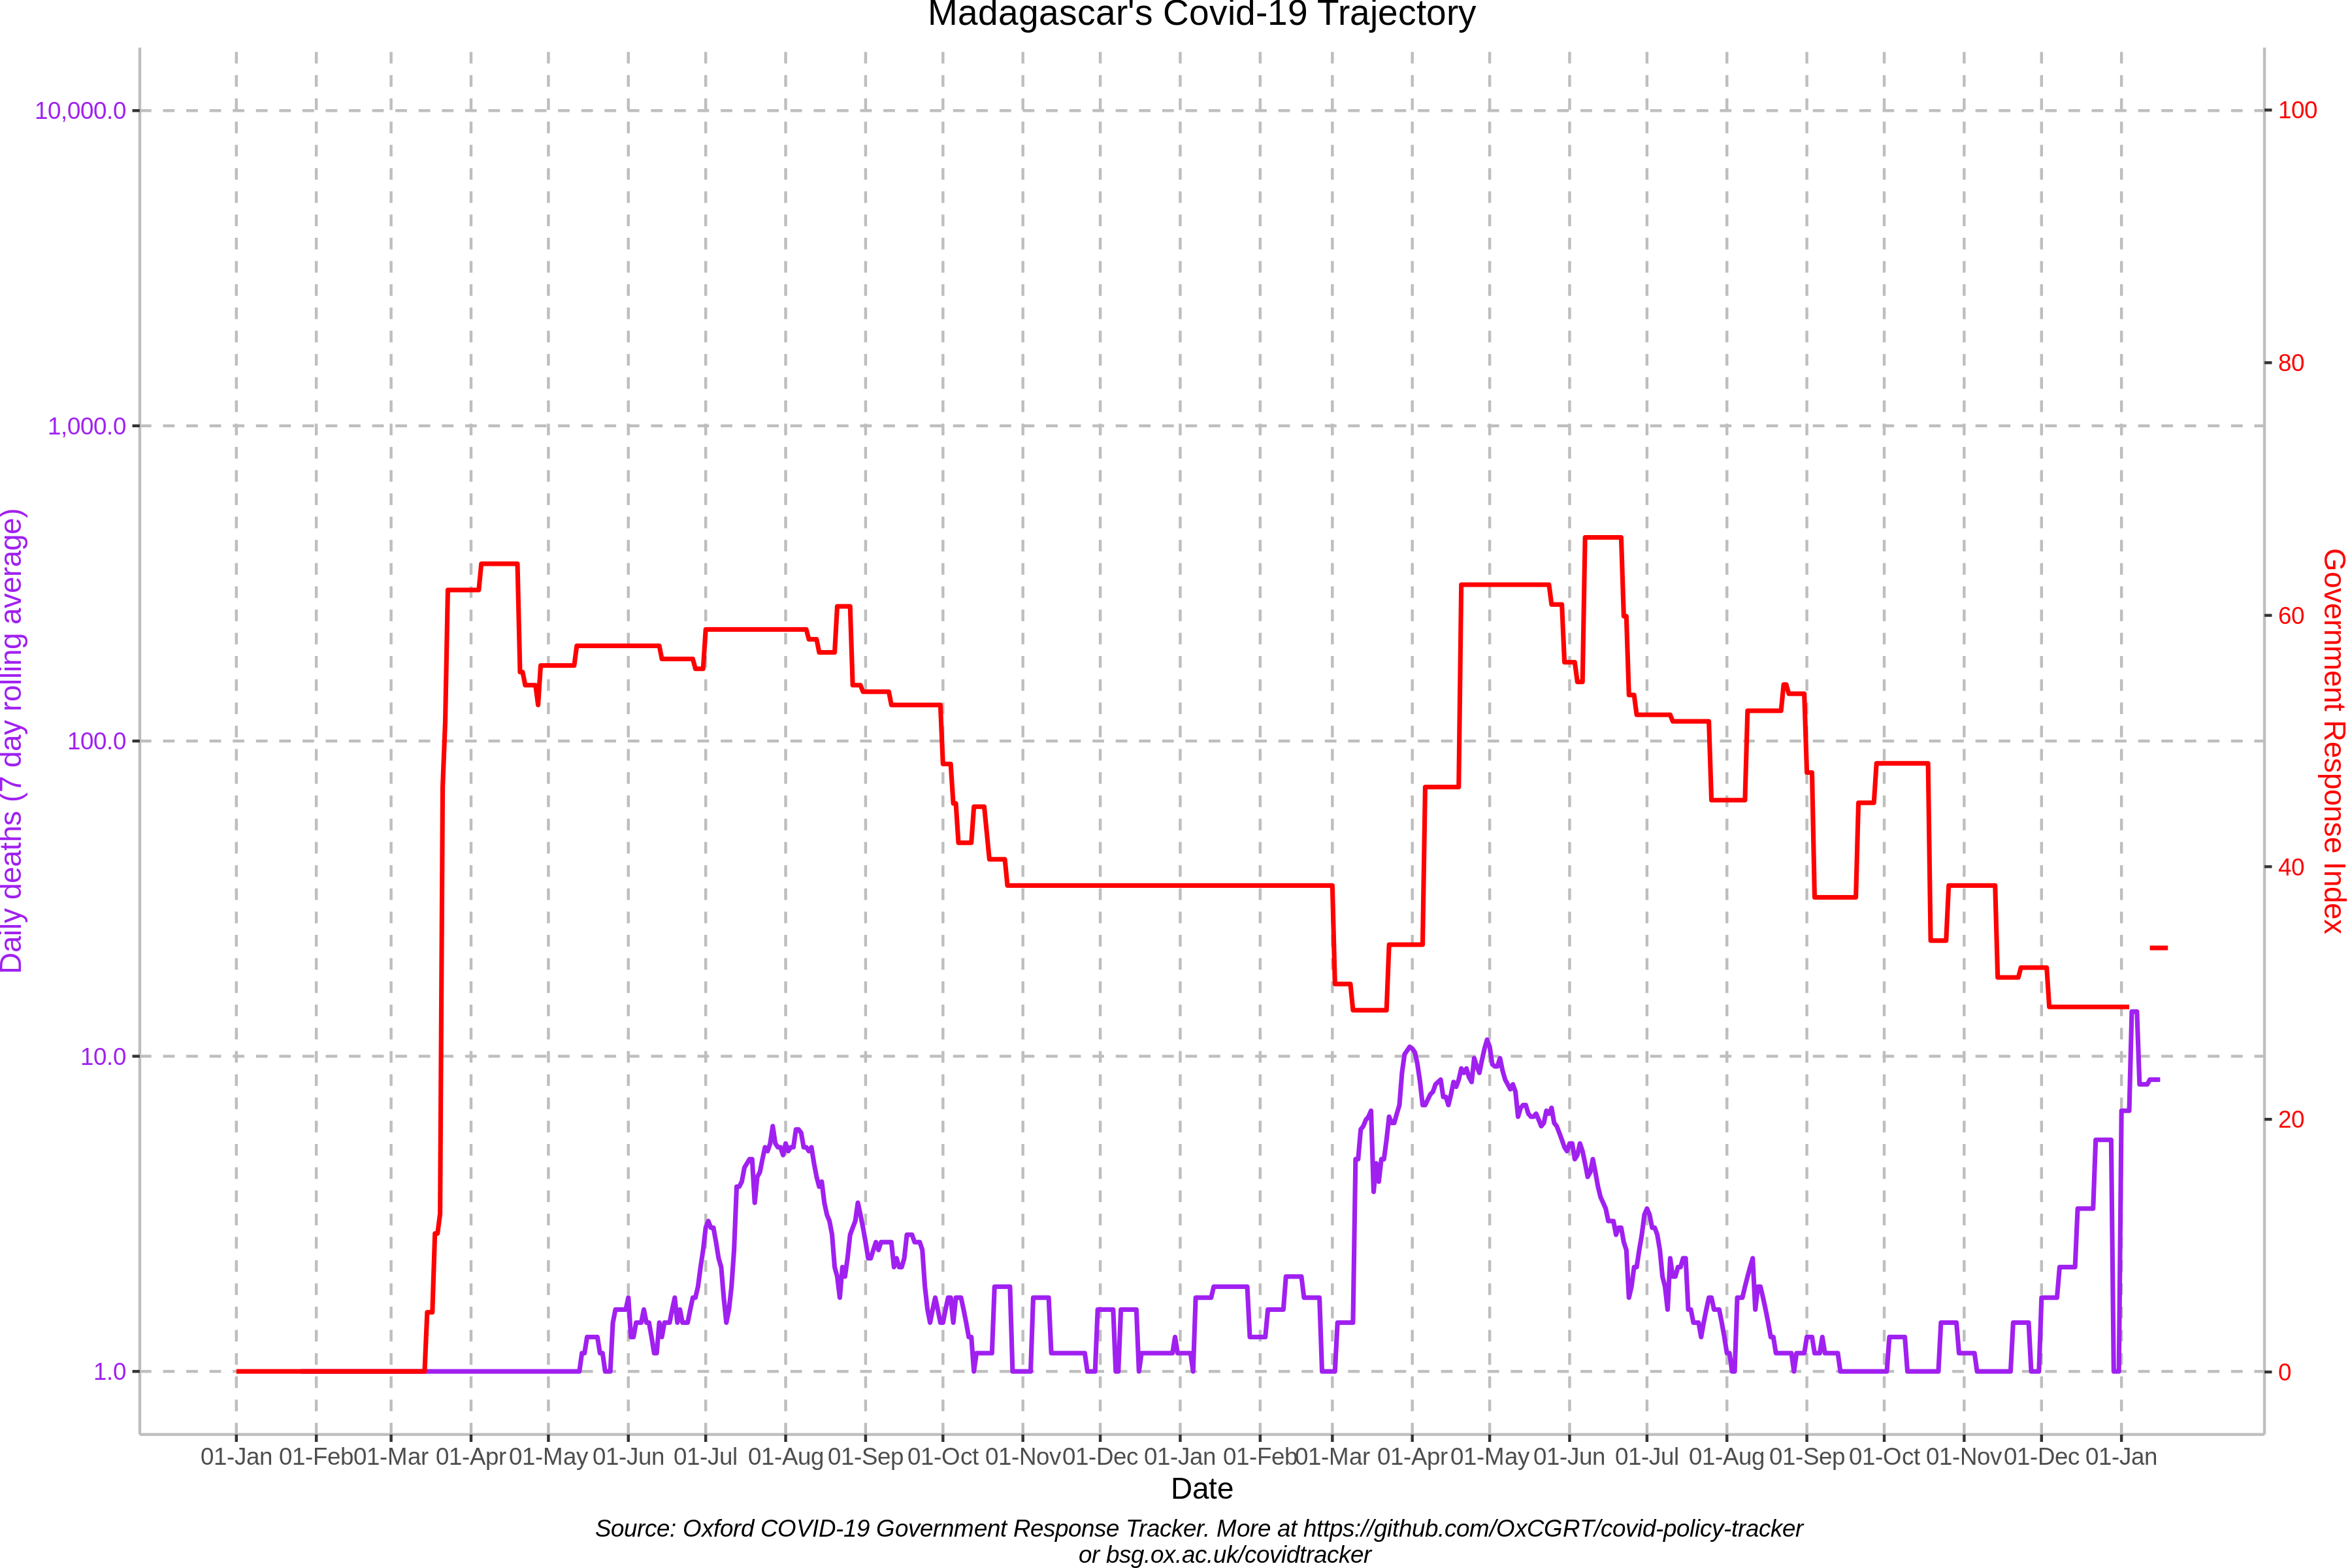 Madagascar's Covid-19 Trajectory
10,000.0
1,000.0
100.0
10.0
1.0
Daily deaths (7 day rolling average)
100
80
60
40
20
0
Government Response Index
01-Jan 01-Feb 01-Mar 01-Apr 01-May 01-Jun 01-Jul 01-Aug 01-Sep 01-Oct 01-Nov 01-Dec 01-Jan 01-Feb 01-Mar 01-Apr 01-May 01-Jun 01-Jul 01-Aug 01-Sep 01-Oct 01-Nov 01-Dec 01-Jan
Date
Source: Oxford COVID-19 Government Response Tracker. More at https://github.com/OxCGRT/covid-policy-tracker
or bsg.ox.ac.uk/covidtracker